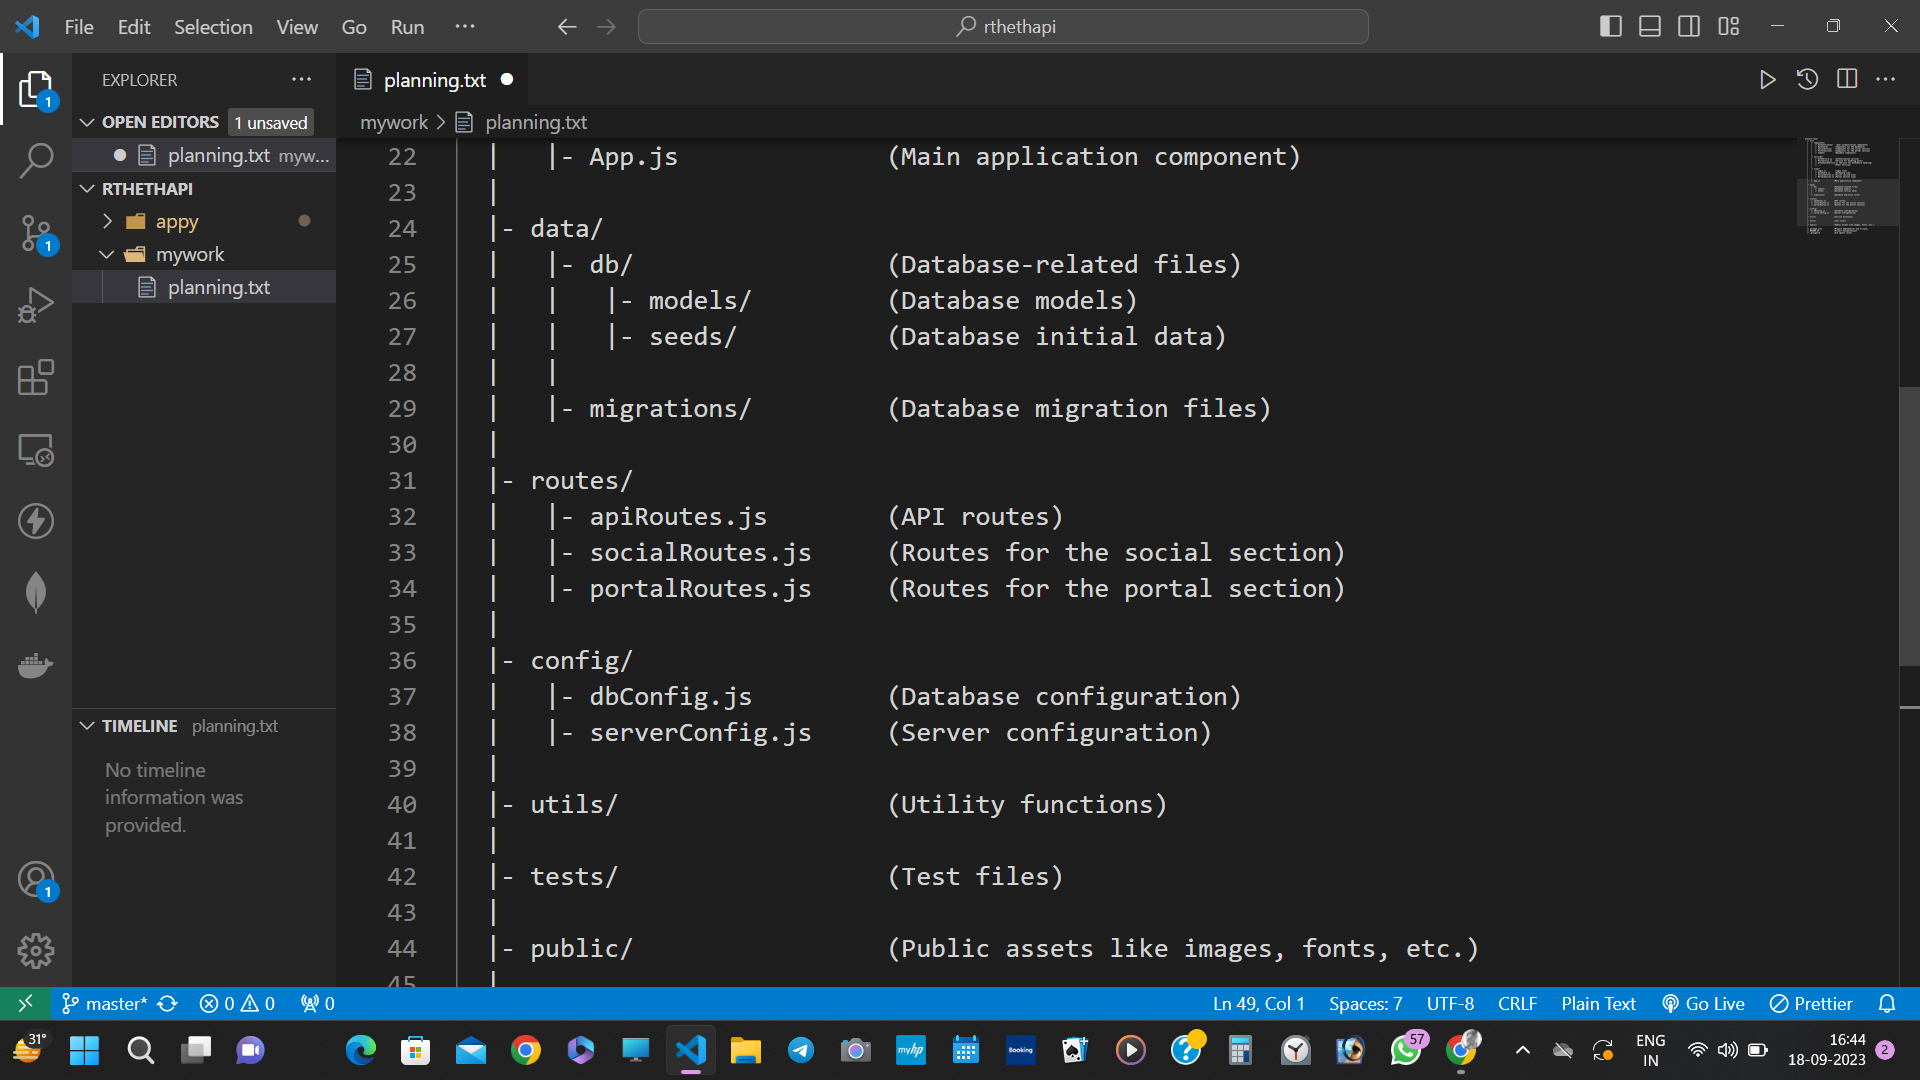 File Edit Selection View Go Run ···
rthethapi
EXPLORER ···
OPEN EDITORS 1 unsaved
planning.txt myw...
RTHETHAPI
appy
mywork
planning.txt
TIMELINE planning.txt
No timeline
information was
provided.
1
1
1
planning.txt
mywork > planning.txt
22 | |- App.js (Main application component)
23 |
24 |- data/
25 | |- db/ (Database-related files)
26 | | |- models/ (Database models)
27 | | |- seeds/ (Database initial data)
28 | |
29 | |- migrations/ (Database migration files)
30 |
31 |- routes/
32 | |- apiRoutes.js (API routes)
33 | |- socialRoutes.js (Routes for the social section)
34 | |- portalRoutes.js (Routes for the portal section)
35 |
36 |- config/
37 | |- dbConfig.js (Database configuration)
38 | |- serverConfig.js (Server configuration)
39 |
40 |- utils/ (Utility functions)
41 |
42 |- tests/ (Test files)
43 |
44 |- public/ (Public assets like images, fonts, etc.)
45 |
master* 0 0 0 Ln 49, Col 1 Spaces: 7 UTF-8 CRLF Plain Text Go Live Prettier
31°
myhp
Booking
57
ENG
IN
16:44
18-09-2023
2